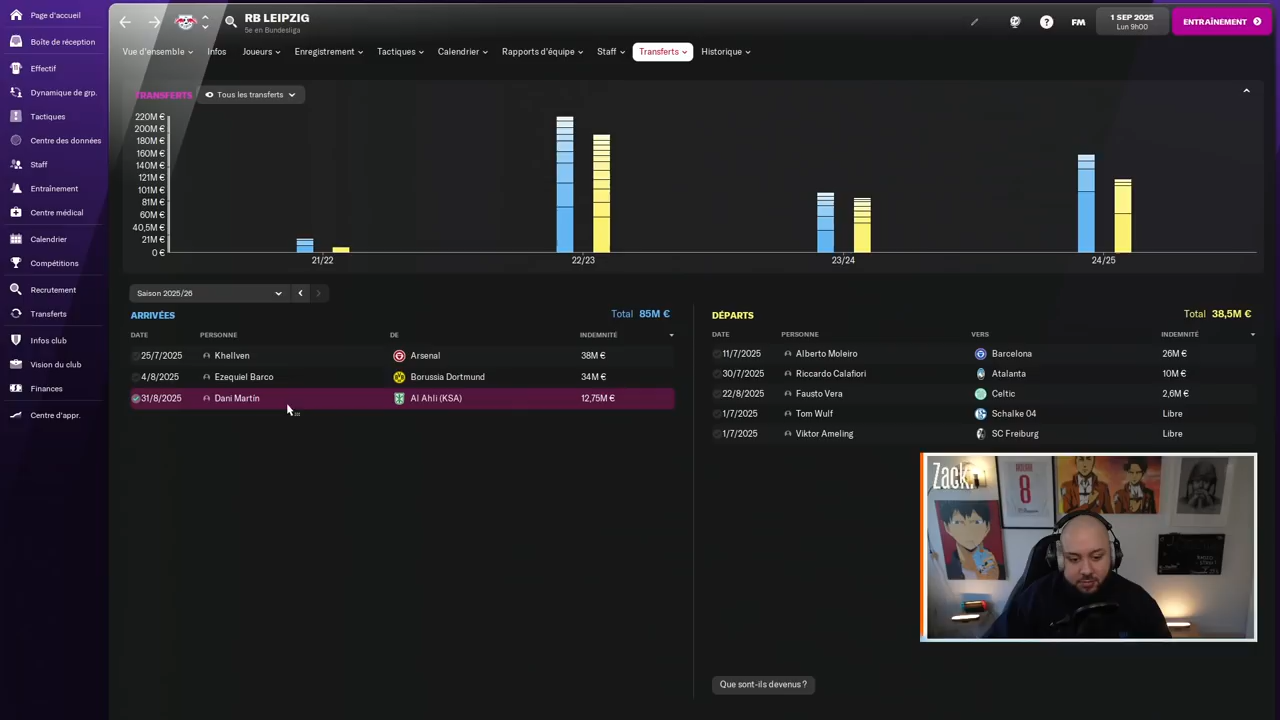 Page d'accueil
Boîte de réception
Effectif
Dynamique de grp.
Tactiques
Centre des données
Staff
Entraînement
Centre médical
Calendrier
Compétitions
Recrutement
Transferts
Infos club
Vision du club
Finances
Centre d'appr.
RB LEIPZIG
5e en Bundesliga
FM
1 SEP 2025
Lun 9h00
ENTRAÎNEMENT
Vue d'ensemble
Infos
Joueurs
Enregistrement
Tactiques
Calendrier
Rapports d'équipe
Staff
Transferts
Historique
TRANSFERTS
Tous les transferts
220M €
200M €
180M €
160M €
141M €
121M €
101M €
81M €
60M €
40,5M €
21M €
0 €
21/22
22/23
23/24
24/25
Saison 2025/26
ARRIVÉES
Total 85M €
DATE PERSONNE DE INDEMNITÉ
25/7/2025 Khellven Arsenal 38M €
4/8/2025 Ezequiel Barco Borussia Dortmund 34M €
31/8/2025 Dani Martín Al Ahli (KSA) 12,75M €
DÉPARTS
Total 38,5M €
DATE PERSONNE VERS INDEMNITÉ
11/7/2025 Alberto Moleiro Barcelona 26M €
30/7/2025 Riccardo Calafiori Atalanta 10M €
22/8/2025 Fausto Vera Celtic 2,6M €
1/7/2025 Tom Wulf Schalke 04 Libre
1/7/2025 Viktor Ameling SC Freiburg Libre
Zack
8
Que sont-ils devenus ?